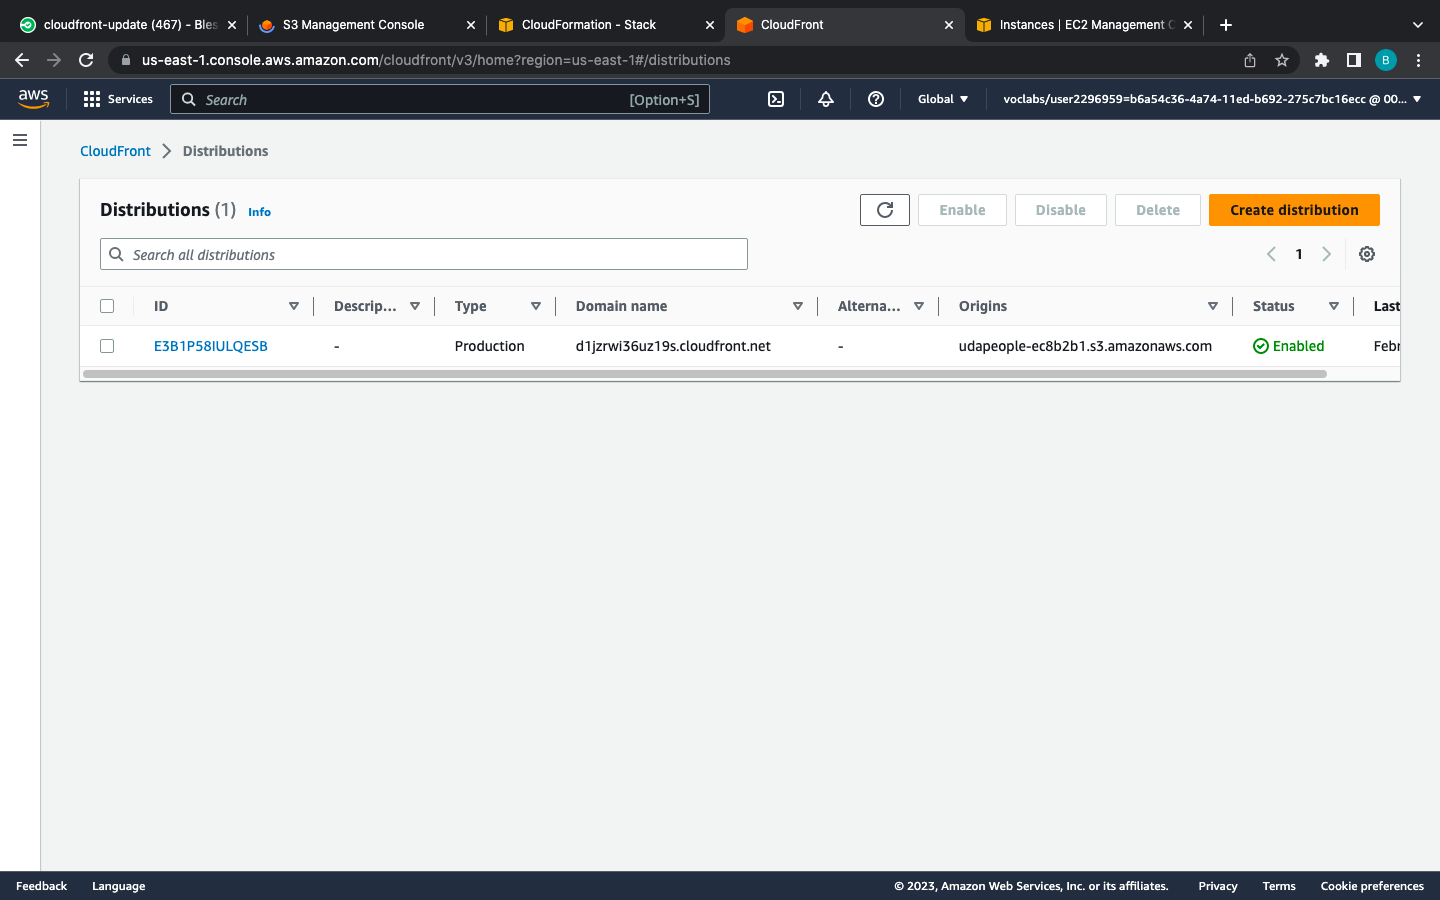 cloudfront-update (467) - Bles
S3 Management Console
CloudFormation - Stack
CloudFront
Instances | EC2 Management C
us-east-1.console.aws.amazon.com/cloudfront/v3/home?region=us-east-1#/distributions
B
aws
Services
Search
[Option+S]
Global
voclabs/user2296959=b6a54c36-4a74-11ed-b692-275c7bc16ecc @ 00...
CloudFront
Distributions
Distributions (1)
Info
Enable
Disable
Delete
Create distribution
Search all distributions
1
ID
Descrip...
Type
Domain name
Alterna...
Origins
Status
Last
E3B1P58IULQESB
-
Production
d1jzrwi36uz19s.cloudfront.net
-
udapeople-ec8b2b1.s3.amazonaws.com
Enabled
Febr
Feedback
Language
© 2023, Amazon Web Services, Inc. or its affiliates.
Privacy
Terms
Cookie preferences